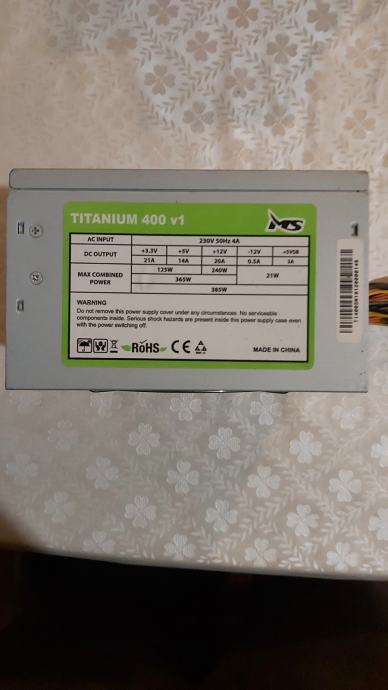 TITANIUM 400 v1
MS
AC INPUT 230V 50Hz 4A
DC OUTPUT +3.3V +5V +12V -12V +5VSB
21A 14A 20A 0.5A 3A
MAX COMBINED POWER 125W 240W 21W
365W
385W
WARNING
Do not remove this power supply cover under any circumstances. No serviceable
components inside. Serious shock hazards are present inside this power supply case even
with the power switching off.
RoHS CE MADE IN CHINA